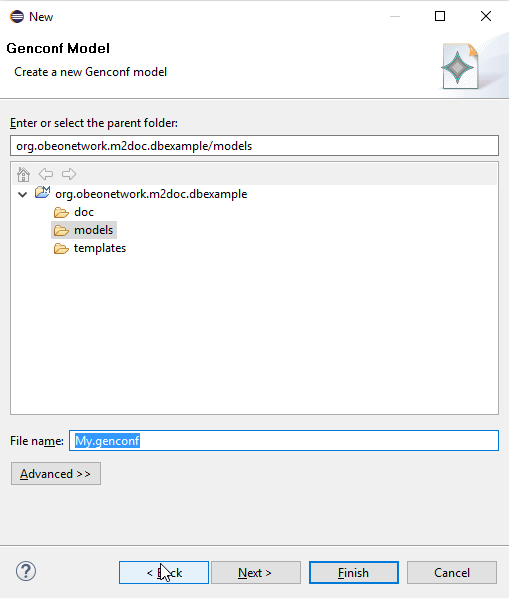 New
Genconf Model
Create a new Genconf model
Enter or select the parent folder:
org.obeonetwork.m2doc.dbexample/models
org.obeonetwork.m2doc.dbexample
doc
models
templates
File name: My.genconf
Advanced >>
< Back Next > Finish Cancel